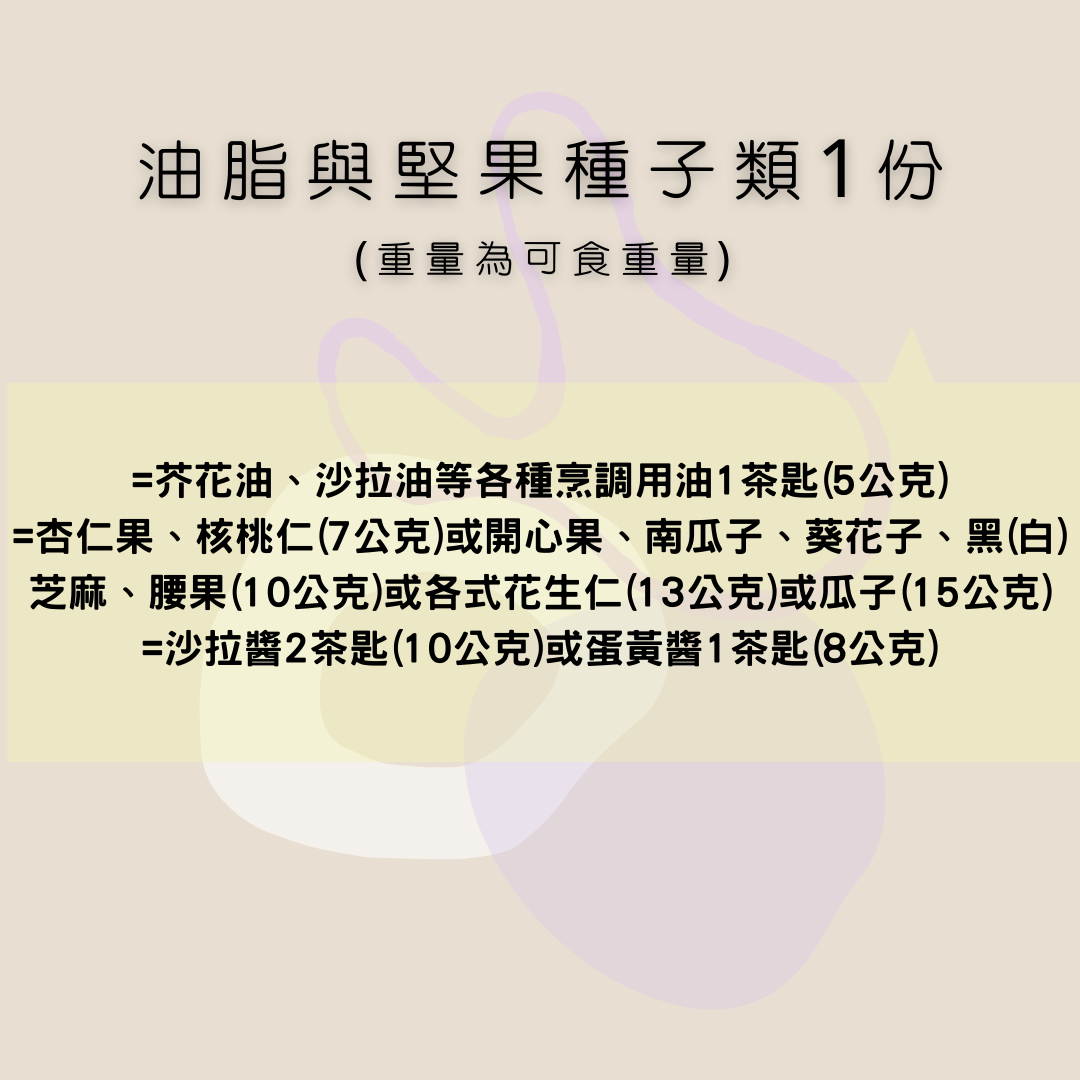 油脂與堅果種子類1份
(重量為可食重量)
=芥花油、沙拉油等各種烹調用油1茶匙(5公克)
=杏仁果、核桃仁(7公克)或開心果、南瓜子、葵花子、黑(白)
芝麻、腰果(10公克)或各式花生仁(13公克)或瓜子(15公克)
=沙拉醬2茶匙(10公克)或蛋黃醬1茶匙(8公克)